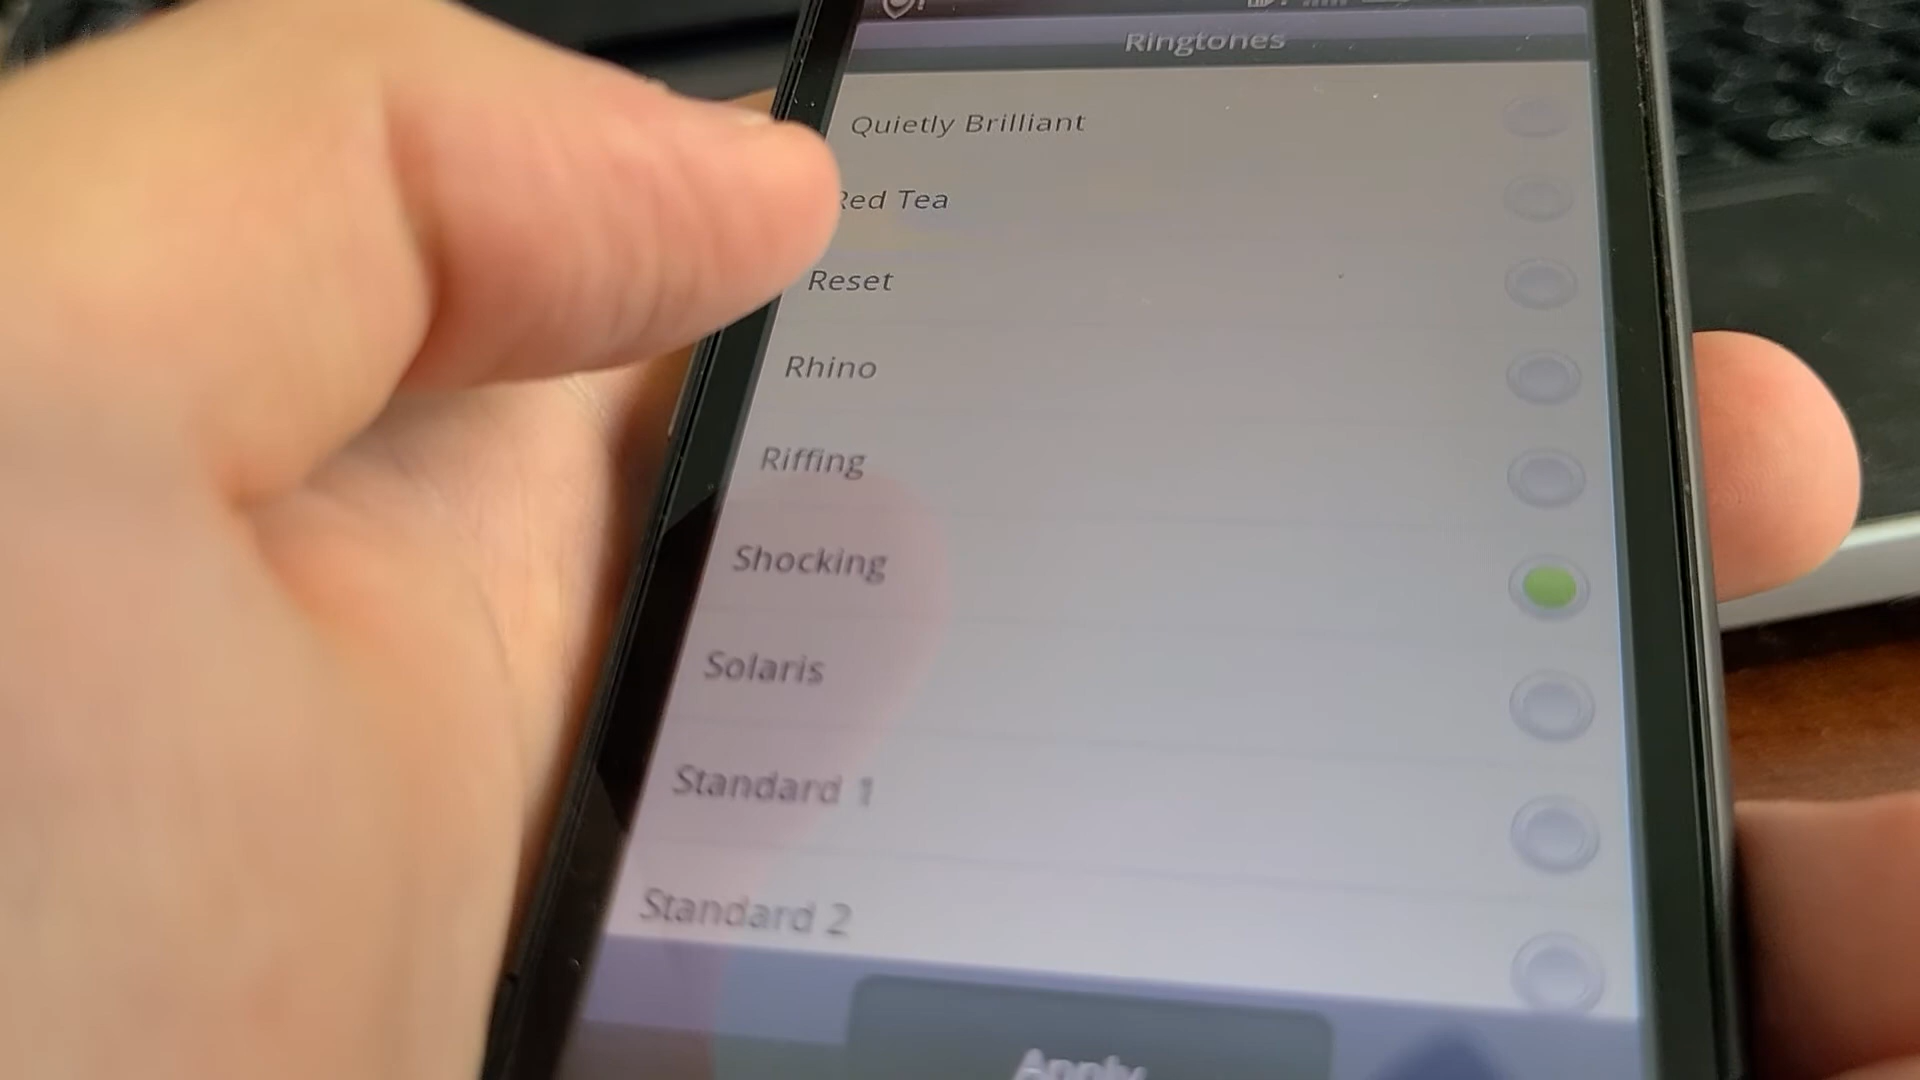 Ringtones
Quietly Brilliant
Red Tea
Reset
Rhino
Riffing
Shocking
Solaris
Standard 1
Standard 2
Apply